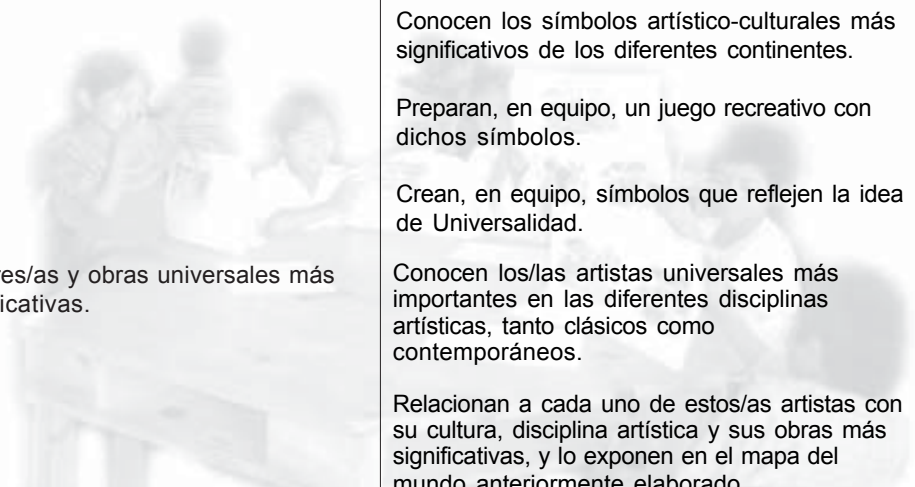 Conocen los símbolos artístico-culturales más
significativos de los diferentes continentes.
Preparan, en equipo, un juego recreativo con
dichos símbolos.
Crean, en equipo, símbolos que reflejen la idea
de Universalidad.
y obras universales más
Conocen los/las artistas universales más
importantes en las diferentes disciplinas
artísticas, tanto clásicos como
contemporáneos.
Relacionan a cada uno de estos/as artistas con
su cultura, disciplina artística y sus obras más
significativas, y lo exponen en el mapa del
mundo anteriormente elaborado